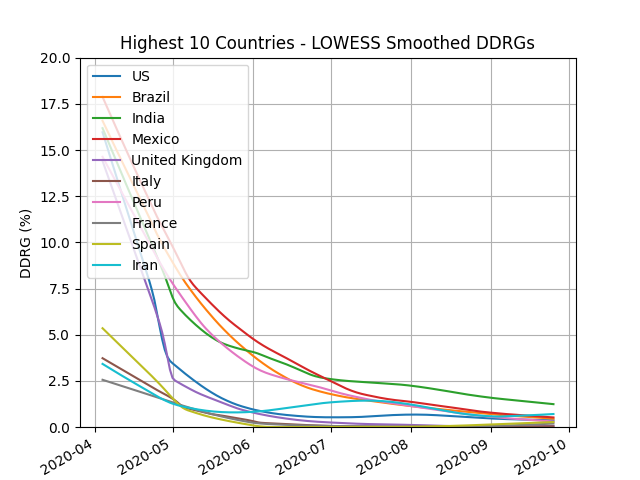 Highest 10 Countries - LOWESS Smoothed DDRGs
DDRG (%)
20.0
17.5
15.0
12.5
10.0
7.5
5.0
2.5
0.0
US
Brazil
India
Mexico
United Kingdom
Italy
Peru
France
Spain
Iran
2020-04
2020-05
2020-06
2020-07
2020-08
2020-09
2020-10